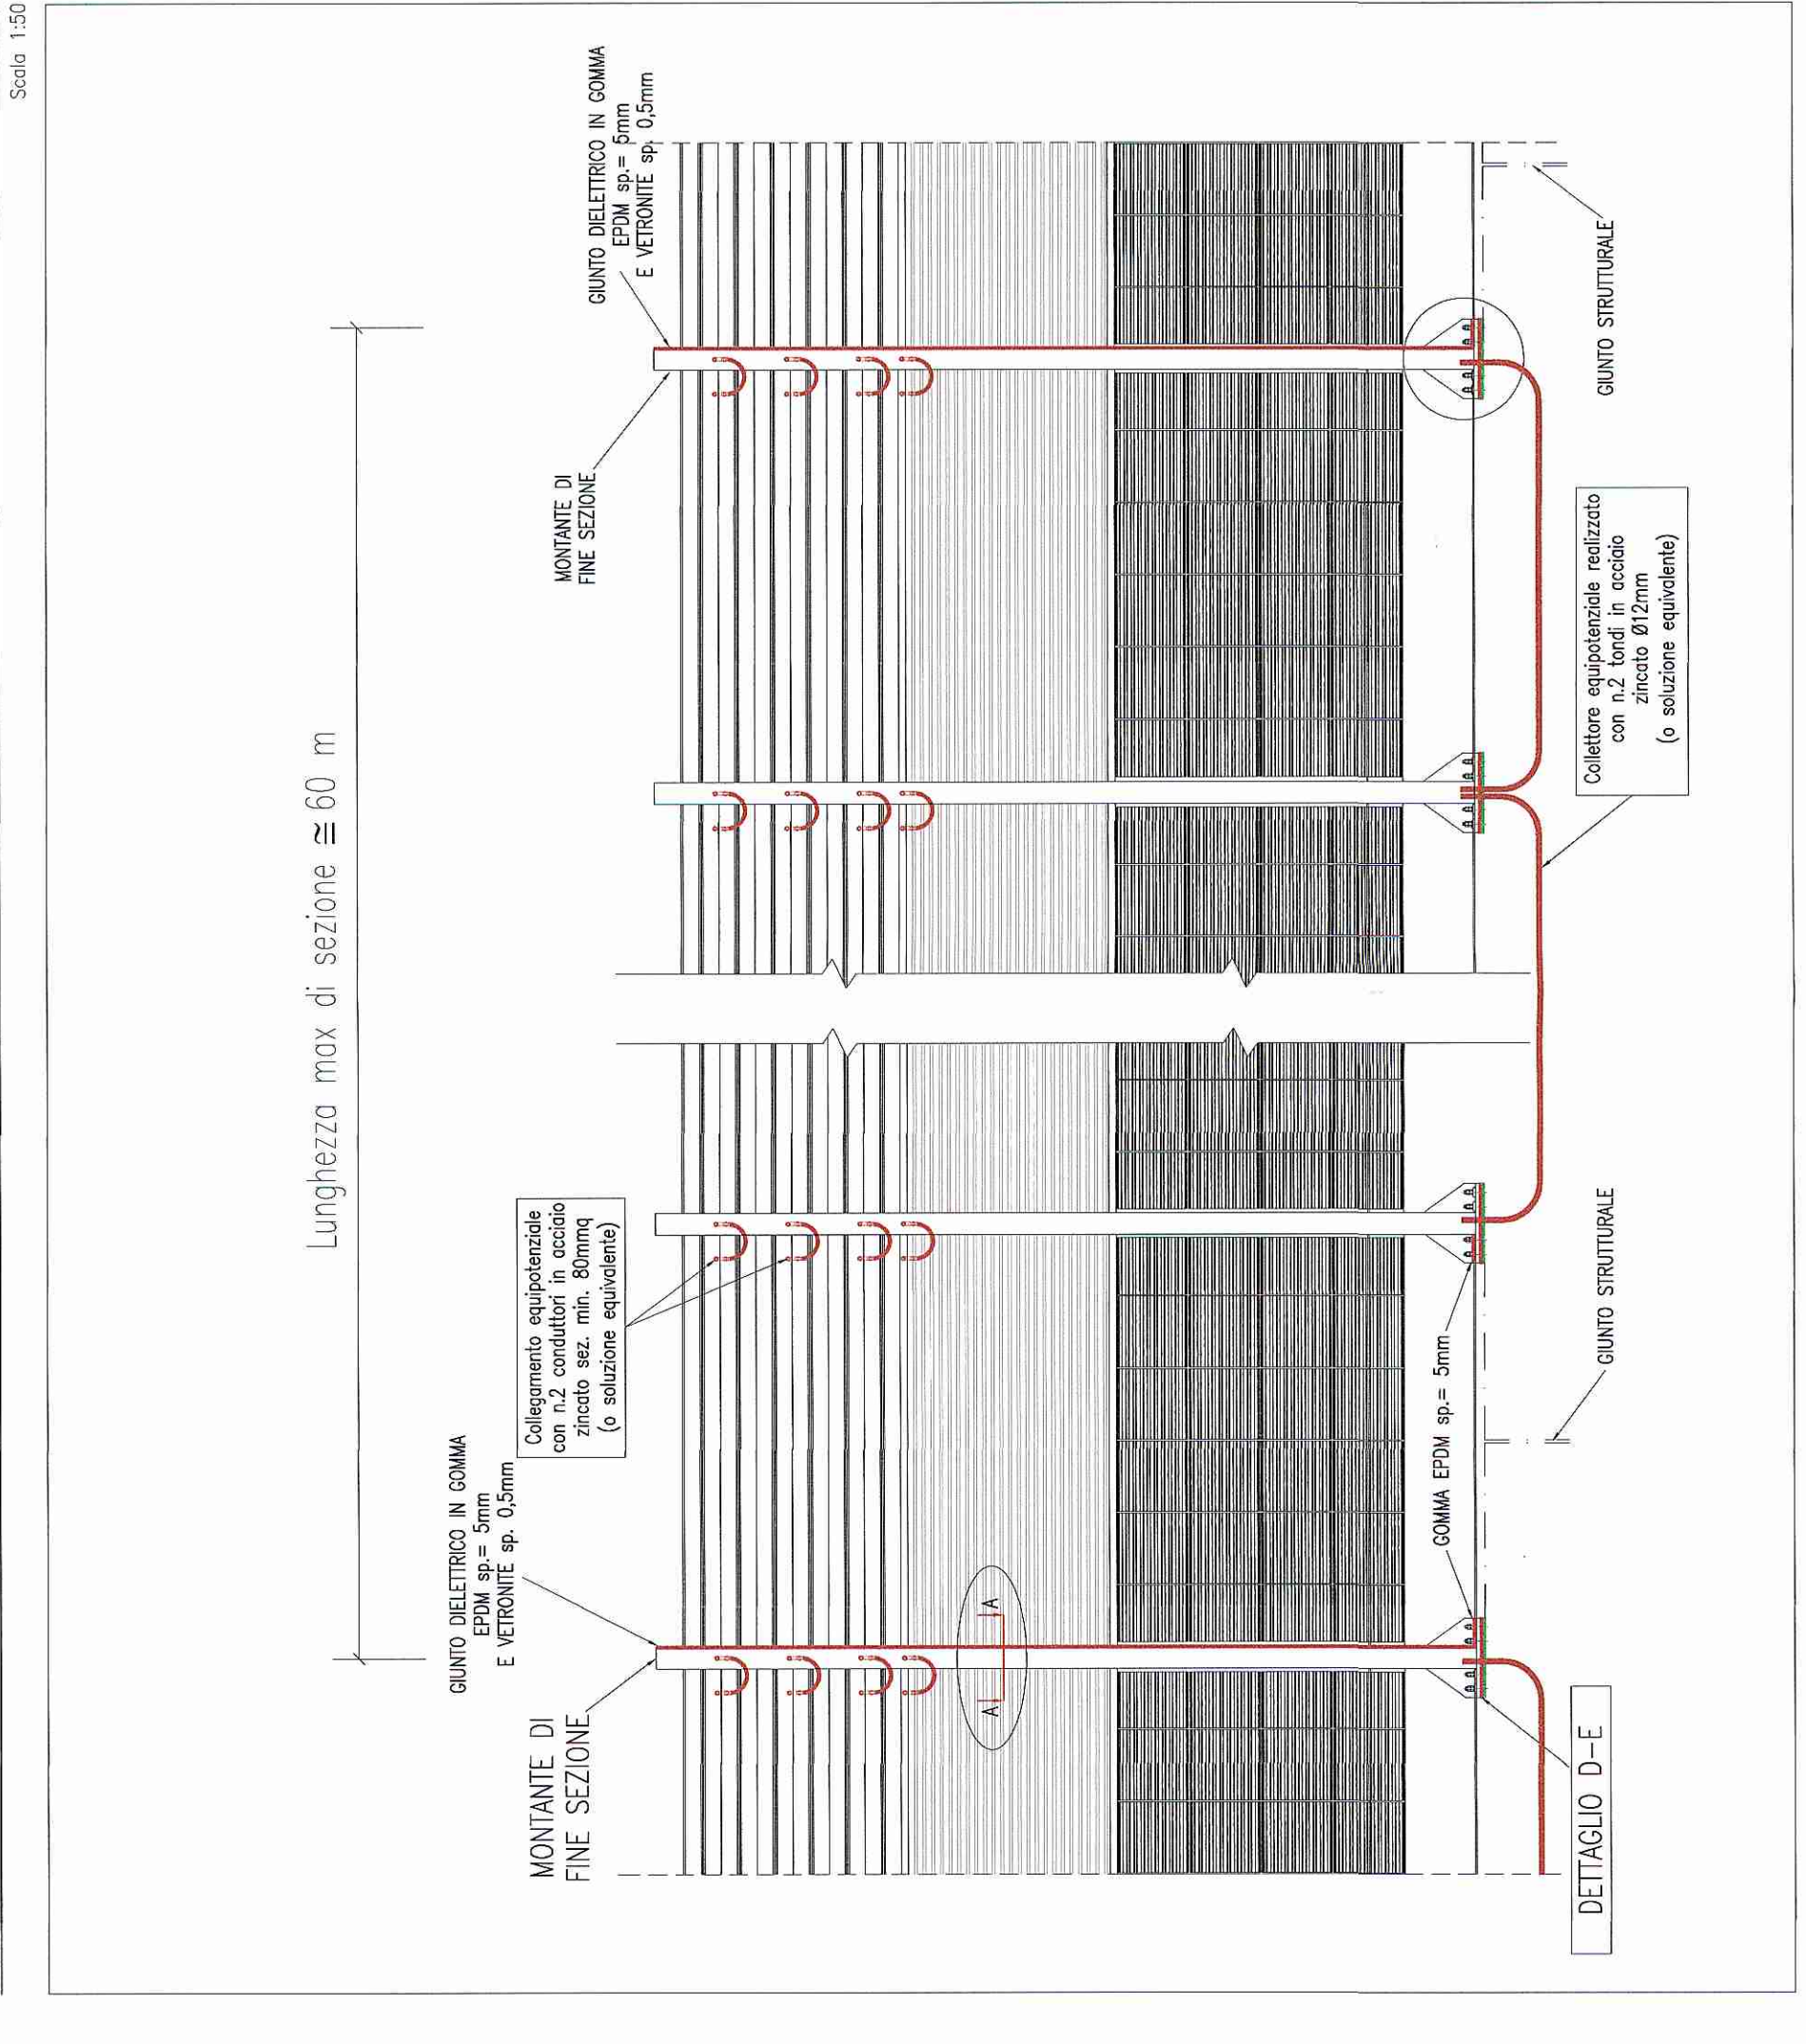 Scala 1:50
Lunghezza max di sezione ≅ 60 m
GIUNTO DIELETTRICO IN GOMMA
EPDM sp.= 5mm
E VETRONITE sp. 0,5mm
MONTANTE DI
FINE SEZIONE
Collegamento equipotenziale
con n.2 conduttori in acciaio
zincato sez. min. 80mmq
(o soluzione equivalente)
MONTANTE DI
FINE SEZIONE
GIUNTO DIELETTRICO IN GOMMA
EPDM sp.= 5mm
E VETRONITE sp. 0,5mm
A
A
GOMMA EPDM sp.= 5mm
DETTAGLIO D-E
GIUNTO STRUTTURALE
Collettore equipotenziale realizzato
con n.2 tondi in acciaio
zincato Ø12mm
(o soluzione equivalente)
GIUNTO STRUTTURALE